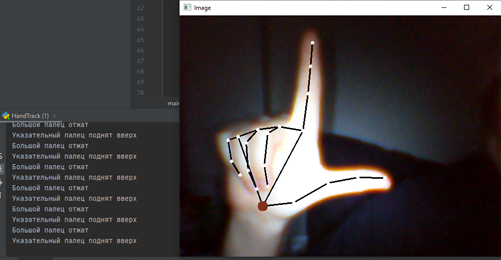 62
63
64
65
66
67
68
69
70
main
HandTrack (1) ×
Большой палец отжат
Указательный палец поднят вверх
Большой палец отжат
Указательный палец поднят вверх
Большой палец отжат
Указательный палец поднят вверх
Большой палец отжат
Указательный палец поднят вверх
Большой палец отжат
Указательный палец поднят вверх
Большой палец отжат
Указательный палец поднят вверх
Image